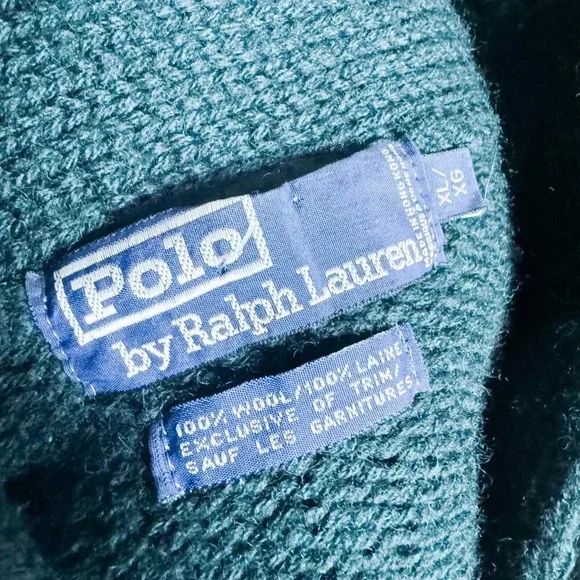 Polo
by Ralph Lauren
XL/
XG
100% WOOL/100% LAINE
EXCLUSIVE OF TRIM/
SAUF LES GARNITURES